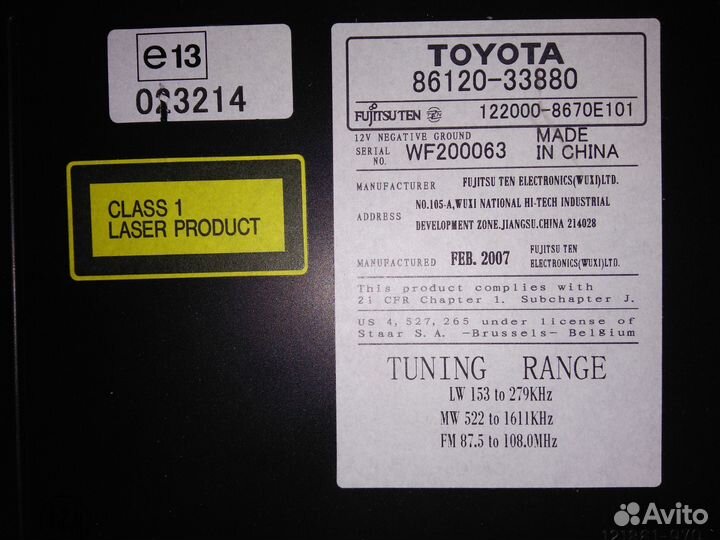 e13
023214
CLASS 1
LASER PRODUCT
TOYOTA
86120-33880
FUJITSU TEN 122000-8670E101
12V NEGATIVE GROUND MADE
SERIAL NO. WF200063 IN CHINA
MANUFACTURER FUJITSU TEN ELECTRONICS(WUXI)LTD.
ADDRESS NO.105-A,WUXI NATIONAL HI-TECH INDUSTRIAL
DEVELOPMENT ZONE.JIANGSU.CHINA 214028
MANUFACTURED FEB. 2007 FUJITSU TEN
ELECTRONICS(WUXI)LTD.
This product complies with
21 CFR Chapter 1. Subchapter J.
US 4,527,265 under license of
Staar S.A. -Brussels- Belgium
TUNING RANGE
LW 153 to 279KHz
MW 522 to 1611KHz
FM 87.5 to 108.0MHz
Avito